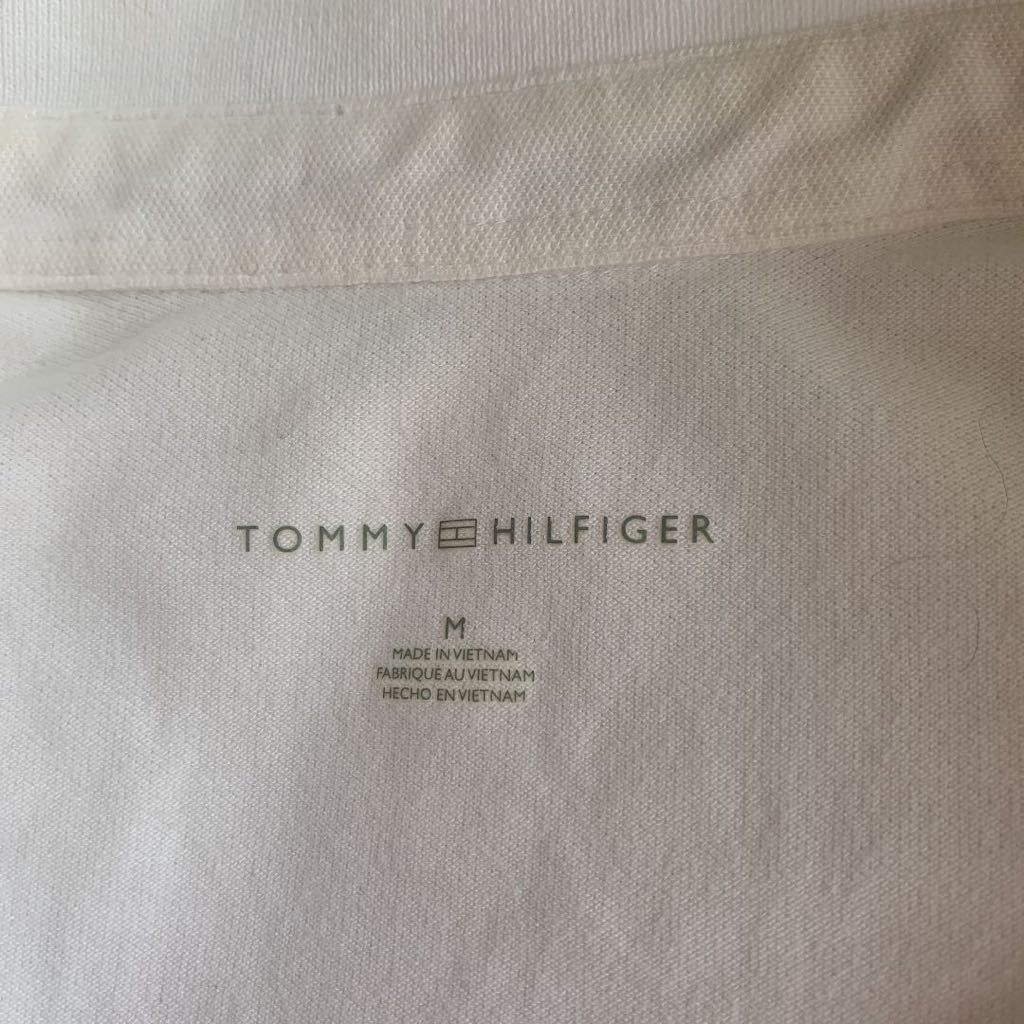 TOMMY HILFIGER
M
MADE IN VIETNAM
FABRIQUE AU VIETNAM
HECHO EN VIETNAM